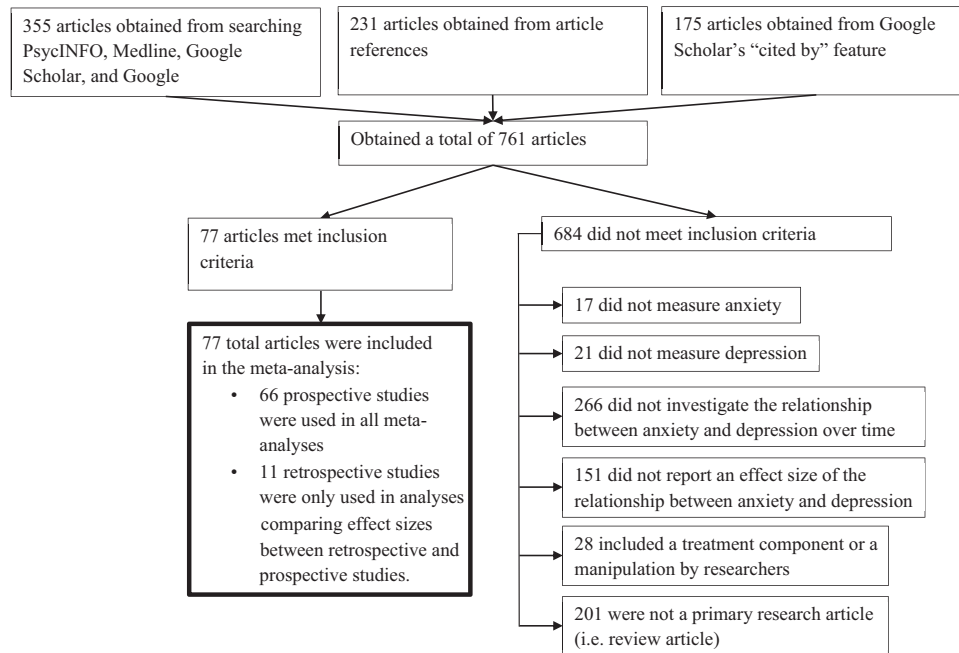 355 articles obtained from searching
PsycINFO, Medline, Google
Scholar, and Google
231 articles obtained from article
references
175 articles obtained from Google
Scholar’s “cited by” feature
Obtained a total of 761 articles
77 articles met inclusion
criteria
684 did not meet inclusion criteria
77 total articles were included
in the meta-analysis:
• 66 prospective studies
were used in all meta-
analyses
• 11 retrospective studies
were only used in analyses
comparing effect sizes
between retrospective and
prospective studies.
17 did not measure anxiety
21 did not measure depression
266 did not investigate the relationship
between anxiety and depression over time
151 did not report an effect size of the
relationship between anxiety and depression
28 included a treatment component or a
manipulation by researchers
201 were not a primary research article
(i.e. review article)